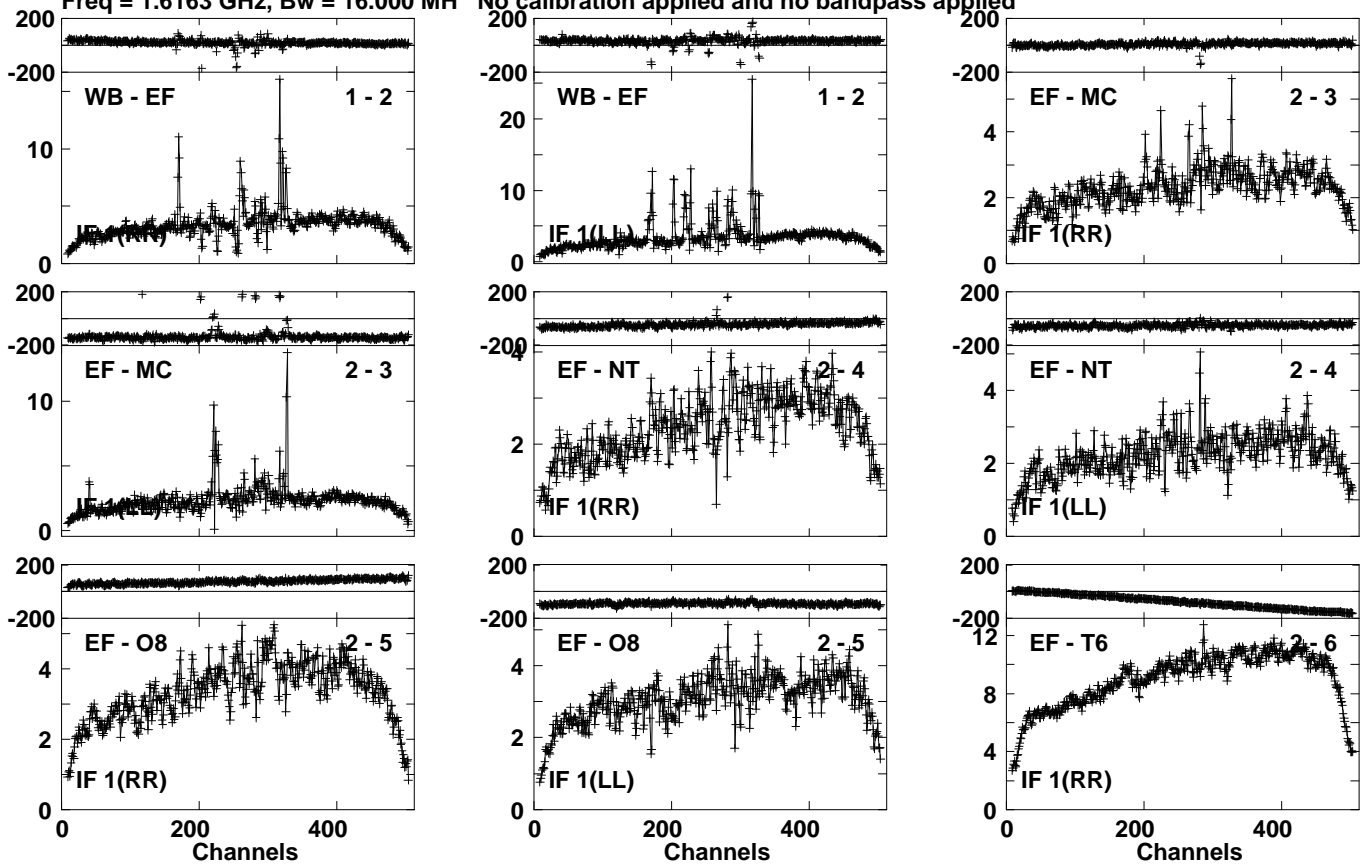 Freq = 1.6163 GHz, Bw = 16.000 MH No calibration applied and no bandpass applied
200 200 200
-200 -200 -200
WB - EF 1 - 2 WB - EF 1 - 2 EF - MC 2 - 3
20
4
10
10
2
IF 1(LL) IF 1(RR)
0 0 0
200 200 200
-200 -200 -200
4
EF - MC 2 - 3 EF - NT 2 - 4 EF - NT 2 - 4
10
4
2 2
IF 1(LL) IF 1(RR) IF 1(LL)
0 0 0
200 200 200
-200 -200 -200
EF - O8 2 - 5 EF - O8 2 - 5 EF - T6 2 - 6
12
4 4 8
2 2 4
IF 1(RR) IF 1(LL) IF 1(RR)
0 0 0
0 200 400 0 200 400 0 200 400
Channels Channels Channels